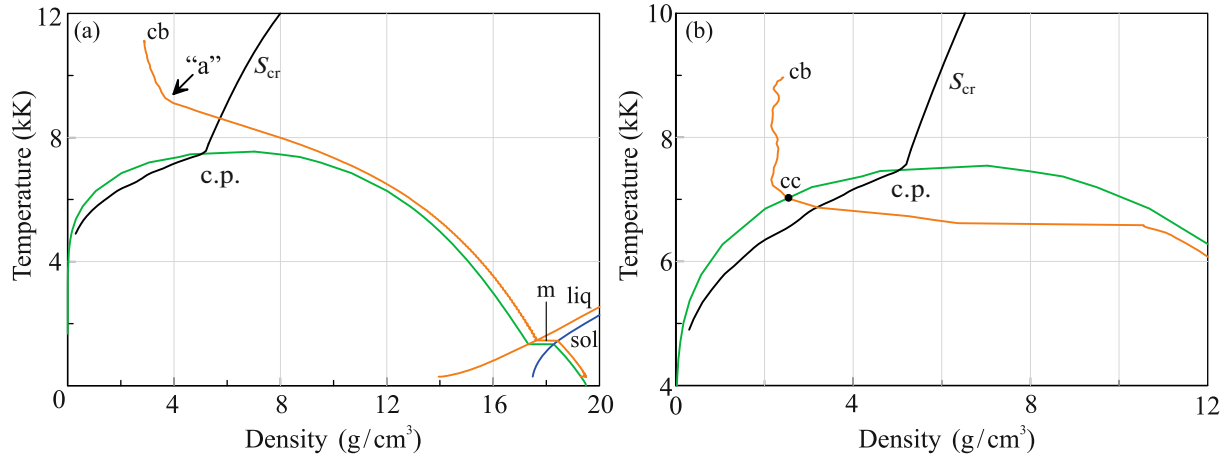 (a)
cb
"a"
S_cr
c.p.
m
liq
sol
12
8
4
0
0
4
8
12
16
20
Temperature (kK)
Density (g/cm³)
(b)
cb
cc
S_cr
c.p.
10
8
6
4
0
4
8
12
Temperature (kK)
Density (g/cm³)